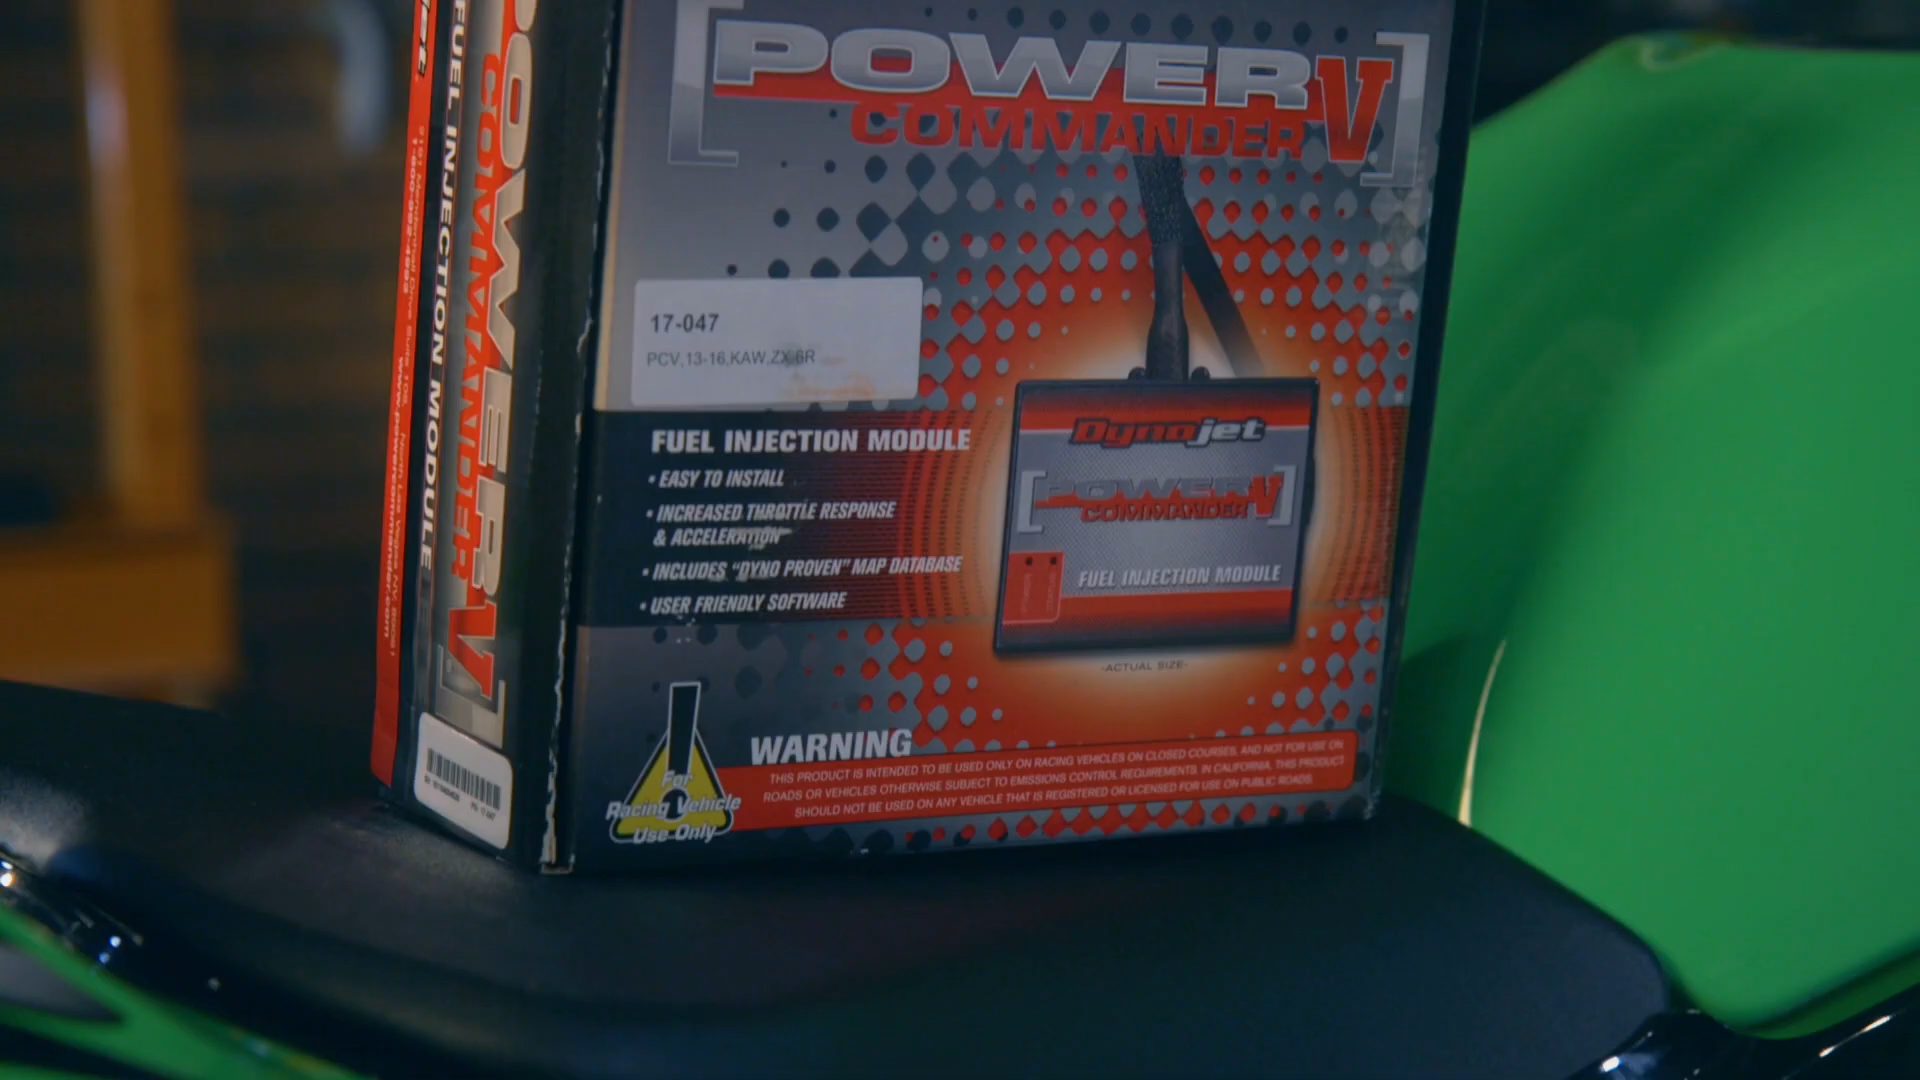 POWER
COMMANDER V
17-047
PCV,13-16,KAW,ZX-6R
FUEL INJECTION MODULE
• EASY TO INSTALL
• INCREASED THROTTLE RESPONSE
& ACCELERATION
• INCLUDES "DYNO PROVEN" MAP DATABASE
• USER FRIENDLY SOFTWARE
Dynojet
POWER
COMMANDER V
FUEL INJECTION MODULE
-ACTUAL SIZE-
WARNING
THIS PRODUCT IS INTENDED TO BE USED ONLY ON RACING VEHICLES ON CLOSED COURSES, AND NOT FOR USE ON
ROADS OR VEHICLES OTHERWISE SUBJECT TO EMISSIONS CONTROL REQUIREMENTS. IN CALIFORNIA, THIS PRODUCT
SHOULD NOT BE USED ON ANY VEHICLE THAT IS REGISTERED OR LICENSED FOR USE ON PUBLIC ROADS.
For
Racing Vehicle
Use Only
POWER
COMMANDER V
FUEL INJECTION MODULE
www.powercommander.com